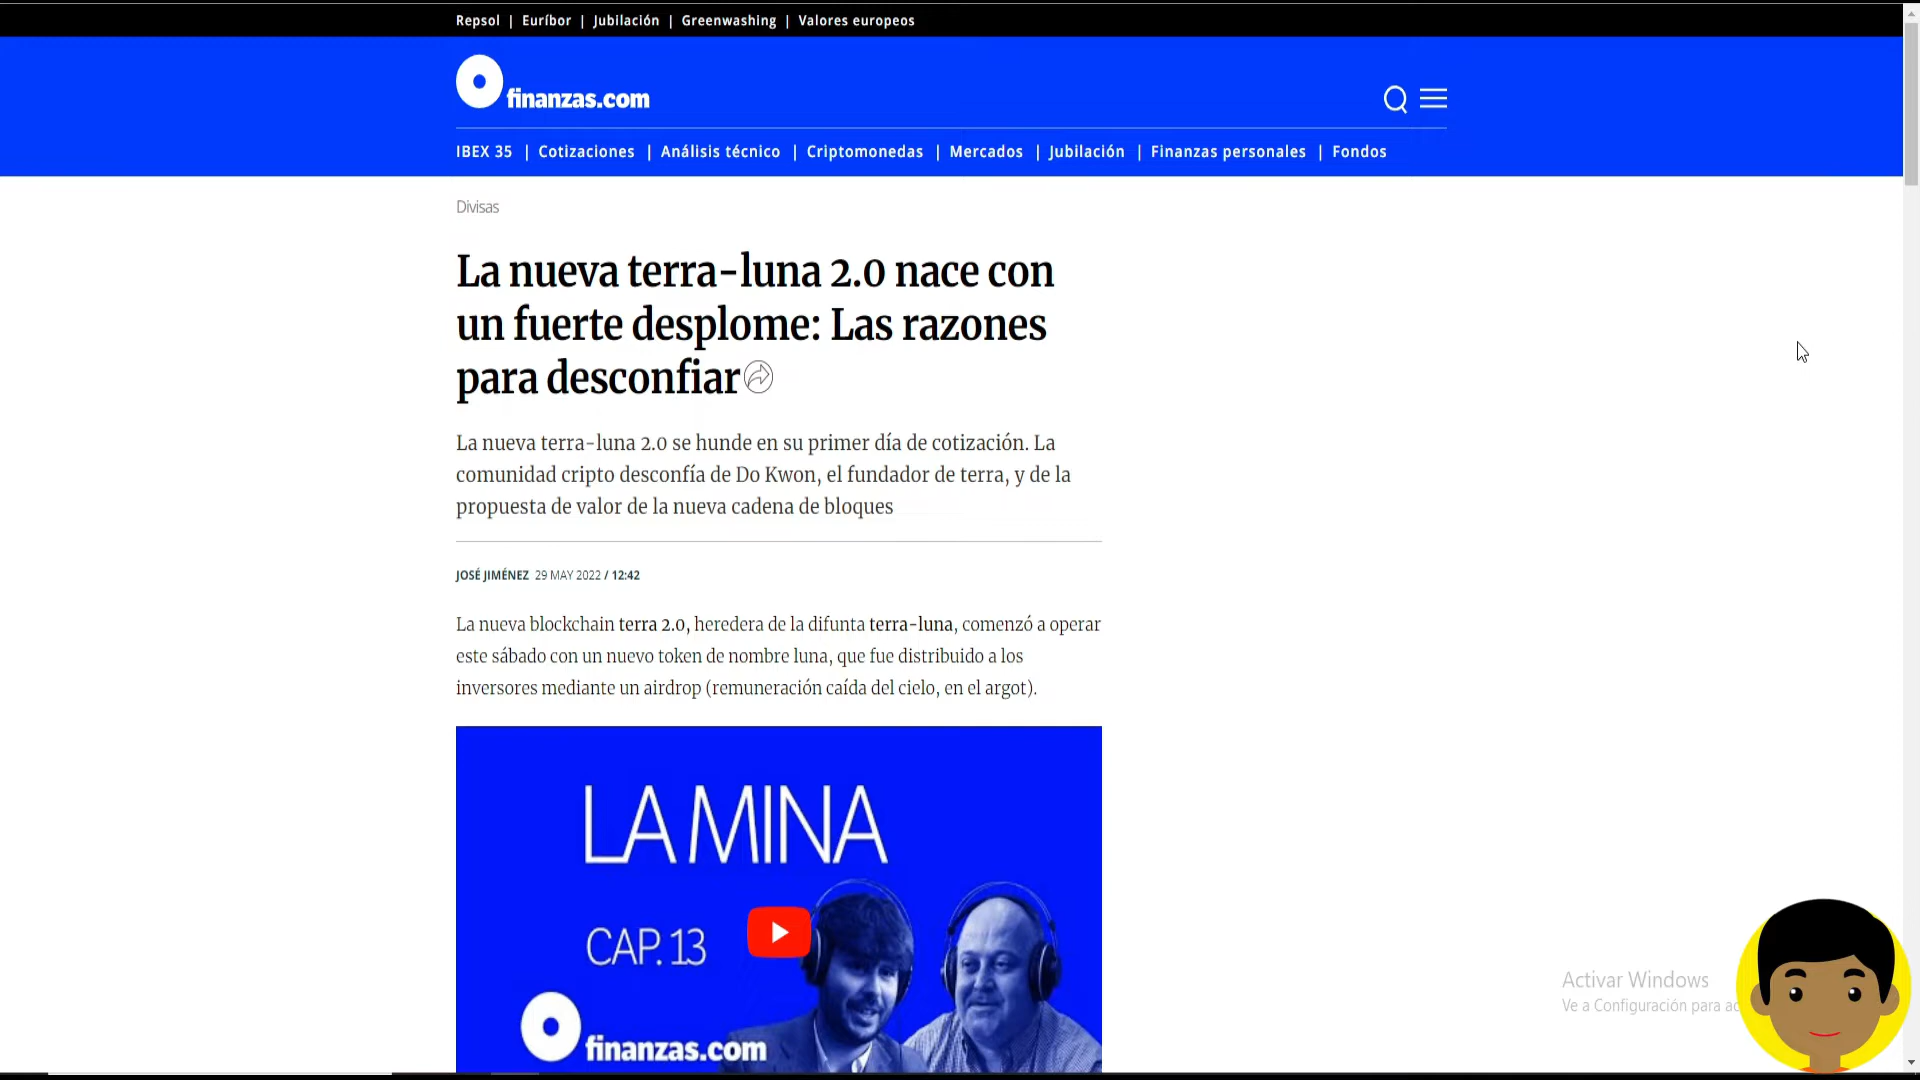 Repsol | Euríbor | Jubilación | Greenwashing | Valores europeos
finanzas.com
IBEX 35 | Cotizaciones | Análisis técnico | Criptomonedas | Mercados | Jubilación | Finanzas personales | Fondos
Divisas
La nueva terra-luna 2.0 nace con
un fuerte desplome: Las razones
para desconfiar
La nueva terra-luna 2.0 se hunde en su primer día de cotización. La
comunidad cripto desconfía de Do Kwon, el fundador de terra, y de la
propuesta de valor de la nueva cadena de bloques
JOSÉ JIMÉNEZ 29 MAY 2022 / 12:42
La nueva blockchain terra 2.0, heredera de la difunta terra-luna, comenzó a operar
este sábado con un nuevo token de nombre luna, que fue distribuido a los
inversores mediante un airdrop (remuneración caída del cielo, en el argot).
LA MINA
CAP. 13
finanzas.com
Activar Windows
Ve a Configuración para